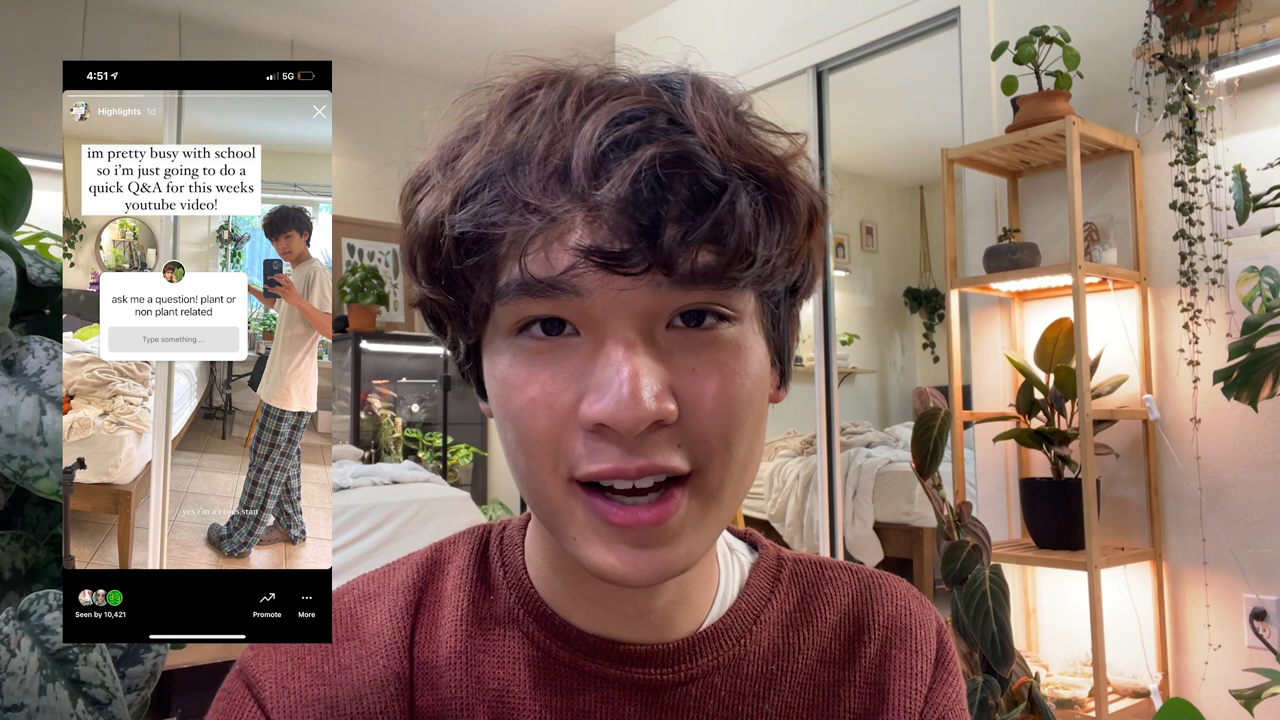 4:51
5G
Highlights 1d
im pretty busy with school
so i'm just going to do a
quick Q&A for this weeks
youtube video!
ask me a question! plant or
non plant related
Type something....
yes i'm a crocs stan
Seen by 10,421
Promote
More